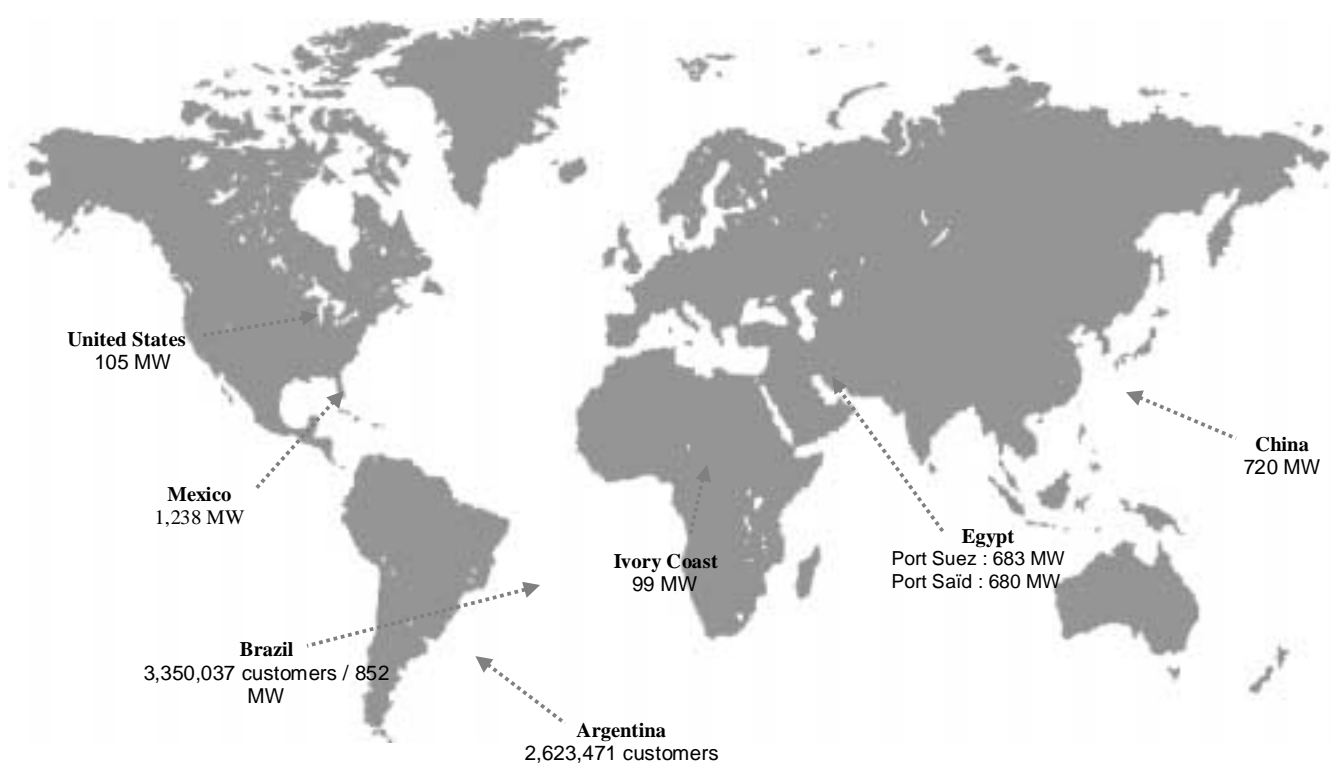 United States
105 MW
Mexico
1,238 MW
China
720 MW
Egypt
Port Suez : 683 MW
Port Saïd : 680 MW
Ivory Coast
99 MW
Brazil
3,350,037 customers / 852
MW
Argentina
2,623,471 customers